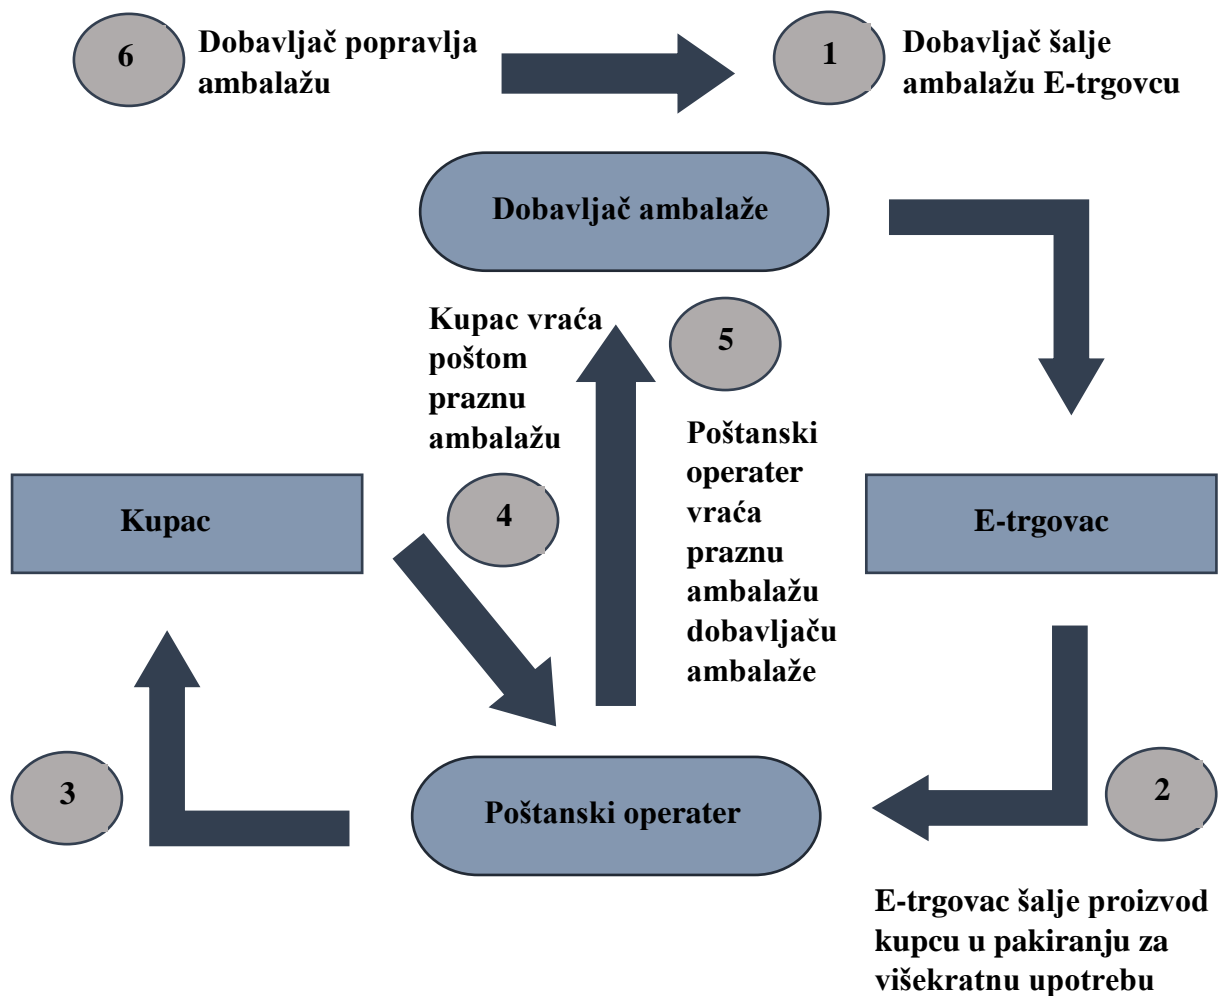 6
Dobavljač popravlja
ambalažu
1
Dobavljač šalje
ambalažu E-trgovcu
Dobavljač ambalaže
Kupac vraća
poštom
praznu
ambalažu
5
Poštanski
operater
vraća
praznu
ambalažu
dobavljaču
ambalaže
Kupac
4
E-trgovac
3
Poštanski operater
2
E-trgovac šalje proizvod
kupcu u pakiranju za
višekratnu upotrebu